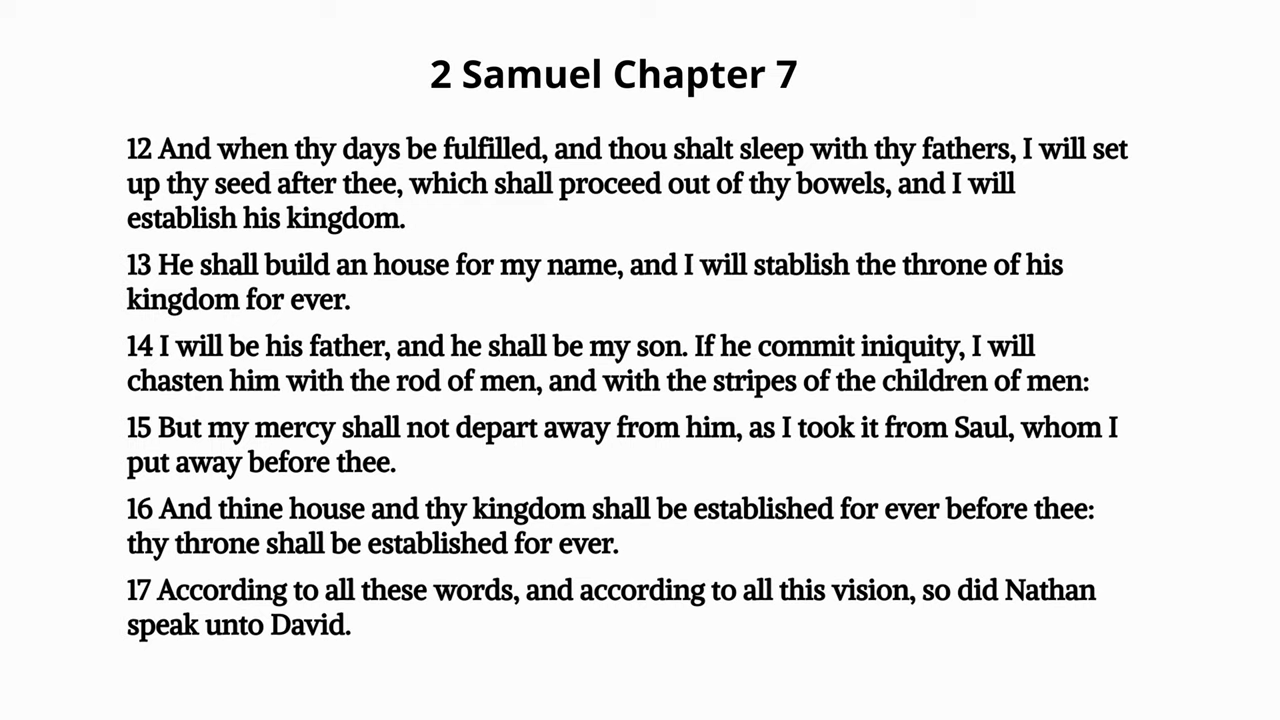 2 Samuel Chapter 7
12 And when thy days be fulfilled, and thou shalt sleep with thy fathers, I will set
up thy seed after thee, which shall proceed out of thy bowels, and I will
establish his kingdom.
13 He shall build an house for my name, and I will stablish the throne of his
kingdom for ever.
14 I will be his father, and he shall be my son. If he commit iniquity, I will
chasten him with the rod of men, and with the stripes of the children of men:
15 But my mercy shall not depart away from him, as I took it from Saul, whom I
put away before thee.
16 And thine house and thy kingdom shall be established for ever before thee:
thy throne shall be established for ever.
17 According to all these words, and according to all this vision, so did Nathan
speak unto David.